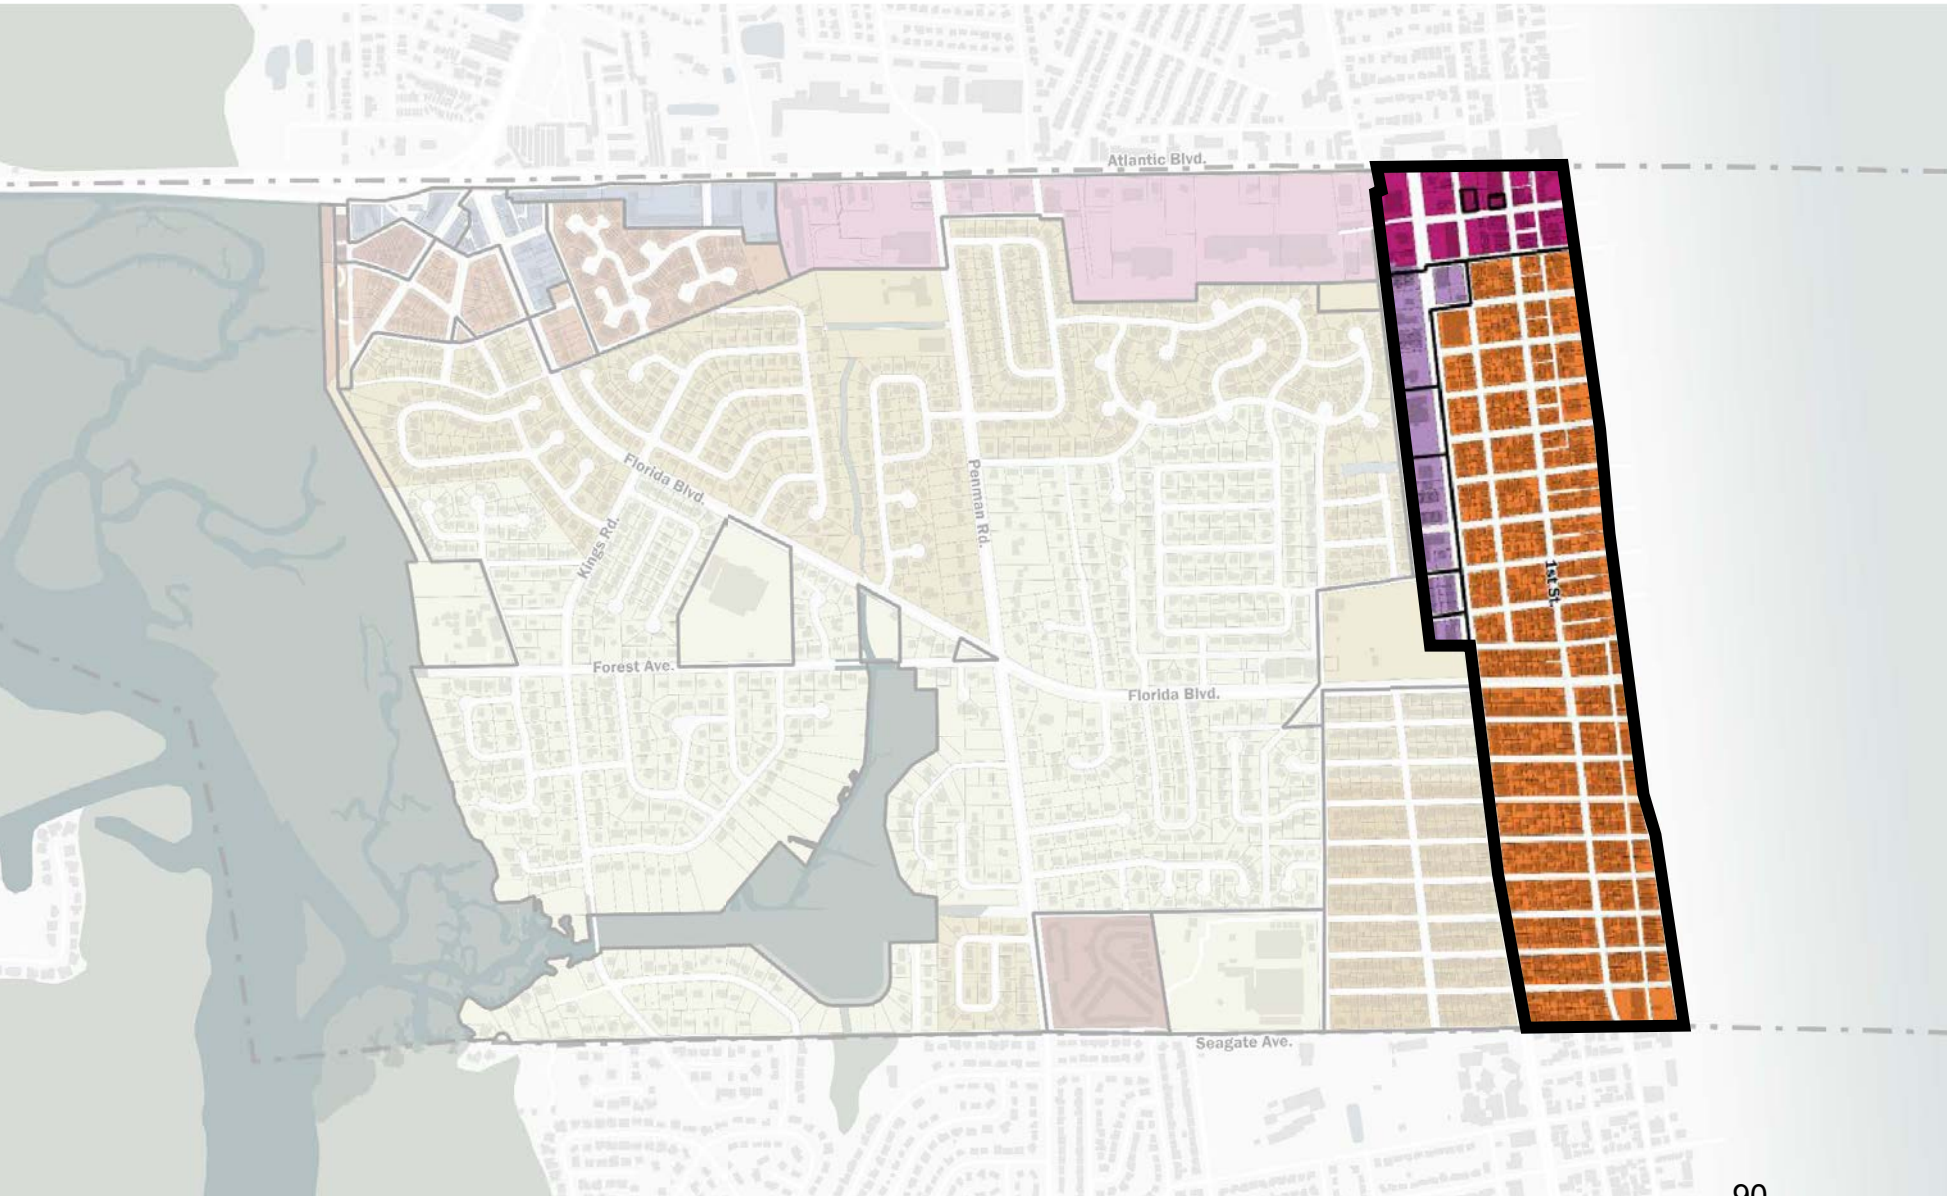 Atlantic Blvd.
Florida Blvd.
Penman Rd.
Kings Rd.
1st St.
Forest Ave.
Florida Blvd.
Seagate Ave.
90